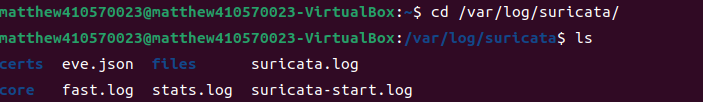 matthew410570023@matthew410570023-VirtualBox:~$ cd /var/log/suricata/
matthew410570023@matthew410570023-VirtualBox:/var/log/suricata$ ls
certs eve.json files suricata.log
core fast.log stats.log suricata-start.log